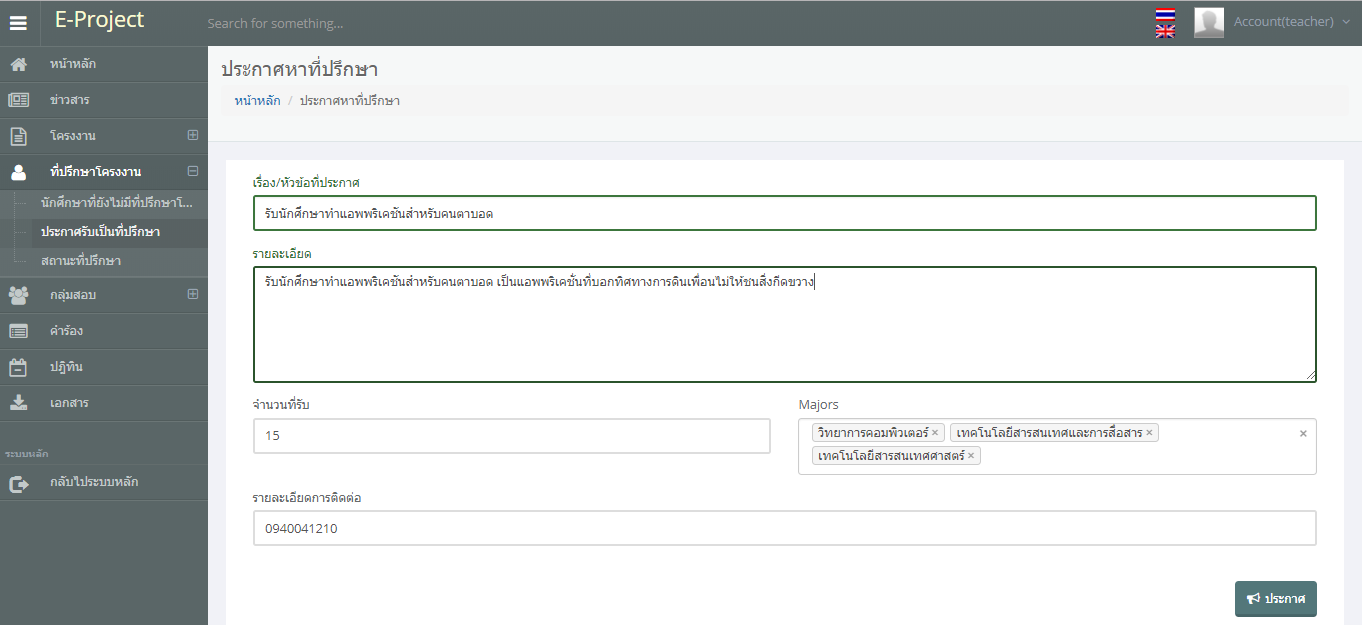 E-Project
Search for something...
Account(teacher)
หน้าหลัก
ข่าวสาร
โครงงาน
ที่ปรึกษาโครงงาน
นักศึกษาที่ยังไม่มีที่ปรึกษาโ...
ประกาศรับเป็นที่ปรึกษา
สถานะที่ปรึกษา
กลุ่มสอบ
คำร้อง
ปฏิทิน
เอกสาร
ระบบหลัก
กลับไประบบหลัก
ประกาศหาที่ปรึกษา
หน้าหลัก / ประกาศหาที่ปรึกษา
เรื่อง/หัวข้อที่ประกาศ
รับนักศึกษาทำแอพพริเคชันสำหรับคนตาบอด
รายละเอียด
รับนักศึกษาทำแอพพริเคชันสำหรับคนตาบอด เป็นแอพพริเคชั่นที่บอกทิศทางการดินเพื่อนไม่ให้ชนสิ่งกีดขวาง
จำนวนที่รับ
15
Majors
วิทยาการคอมพิวเตอร์ × เทคโนโลยีสารสนเทศและการสื่อสาร ×
เทคโนโลยีสารสนเทศศาสตร์ ×
×
รายละเอียดการติดต่อ
0940041210
ประกาศ